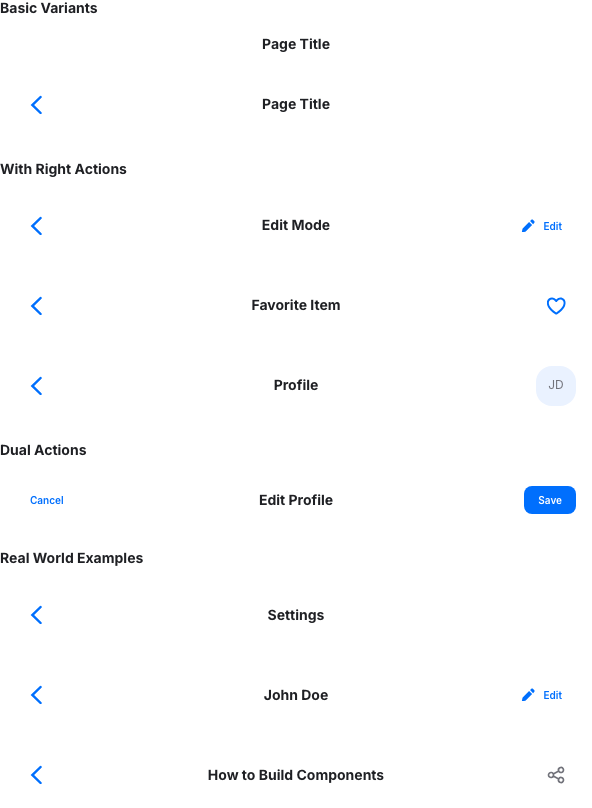 Basic Variants
Page Title
Page Title
With Right Actions
Edit Mode Edit
Favorite Item
Profile JD
Dual Actions
Cancel Edit Profile Save
Real World Examples
Settings
John Doe Edit
How to Build Components